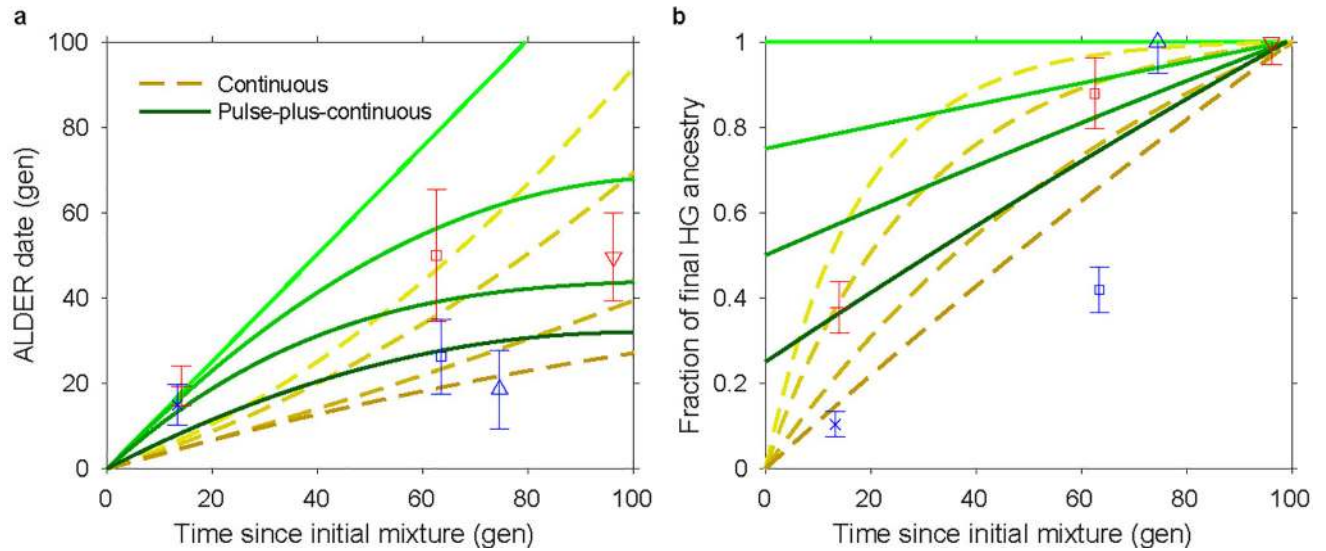 a
ALDER date (gen)
100
80
60
40
20
0
Continuous
Pulse-plus-continuous
0 20 40 60 80 100
Time since initial mixture (gen)
b
Fraction of final HG ancestry
1
0.8
0.6
0.4
0.2
0
0 20 40 60 80 100
Time since initial mixture (gen)